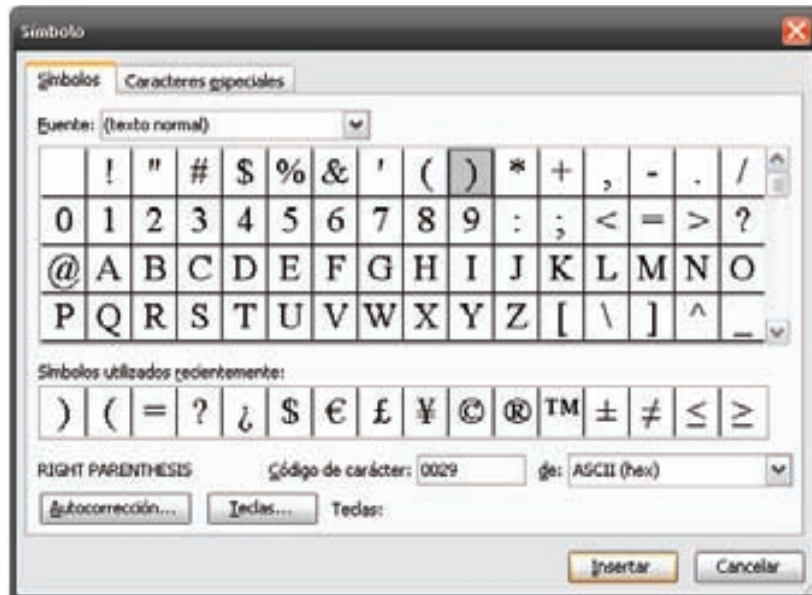 Símbolo
Símbolos Caracteres especiales
Fuente: (texto normal)
! " # $ % & ' ( ) * + , - . /
0 1 2 3 4 5 6 7 8 9 : ; < = > ?
@ A B C D E F G H I J K L M N O
P Q R S T U V W X Y Z [ \ ] ^ _
Símbolos utilizados recientemente:
) ( = ? ¿ $ € £ ¥ © ® ™ ± ≠ ≤ ≥
RIGHT PARENTHESIS Código de carácter: 0029 de: ASCII (hex)
Autocorrección... Teclas... Teclas:
Insertar Cancelar